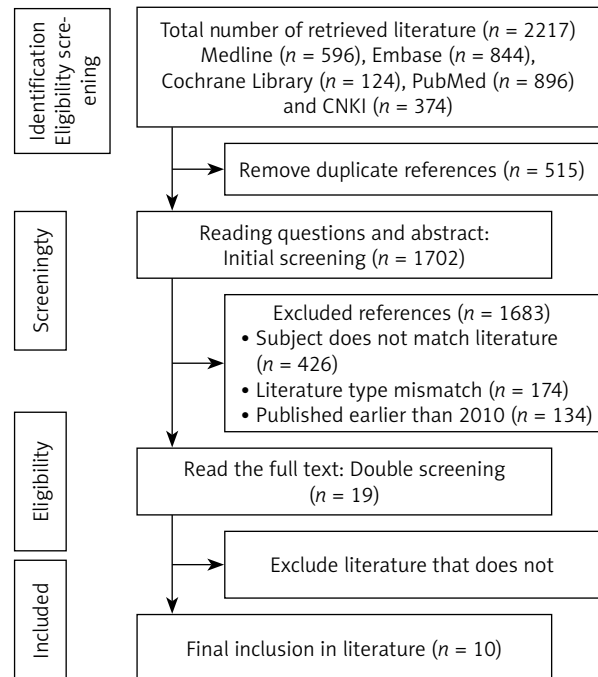 Identification
Eligibility scre-
ening
Total number of retrieved literature (n = 2217)
Medline (n = 596), Embase (n = 844),
Cochrane Library (n = 124), PubMed (n = 896)
and CNKI (n = 374)
Remove duplicate references (n = 515)
Screeningty
Reading questions and abstract:
Initial screening (n = 1702)
Excluded references (n = 1683)
• Subject does not match literature
(n = 426)
• Literature type mismatch (n = 174)
• Published earlier than 2010 (n = 134)
Eligibility
Read the full text: Double screening
(n = 19)
Exclude literature that does not
Included
Final inclusion in literature (n = 10)